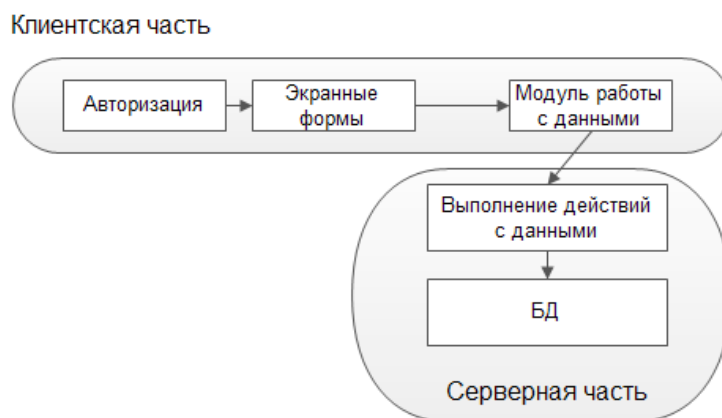 Клиентская часть
Авторизация
Экранные
формы
Модуль работы
с данными
Выполнение действий
с данными
БД
Серверная часть